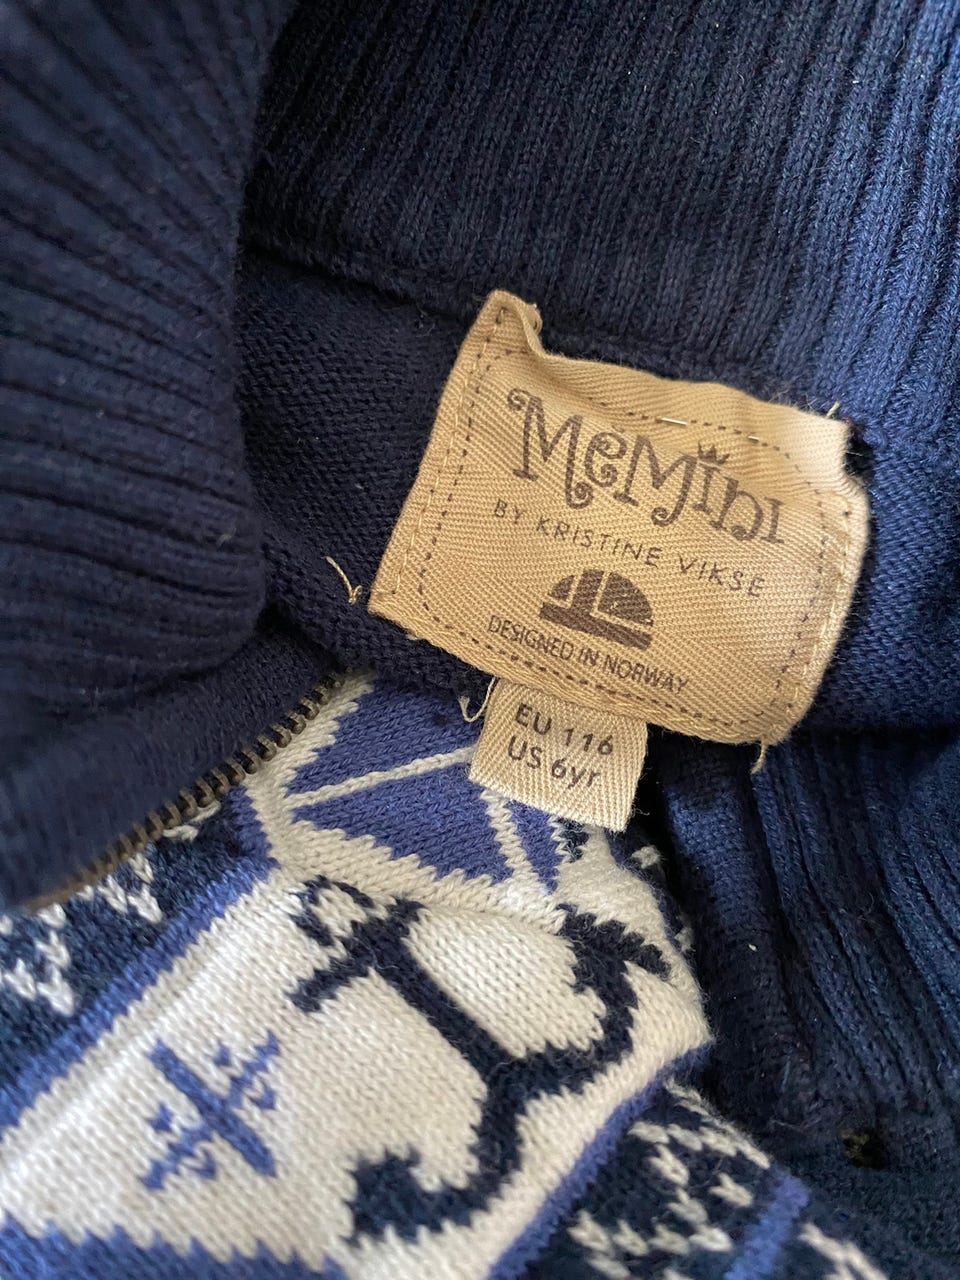 MeMini
BY KRISTINE VIKSE
DESIGNED IN NORWAY
EU 116
US 6yr